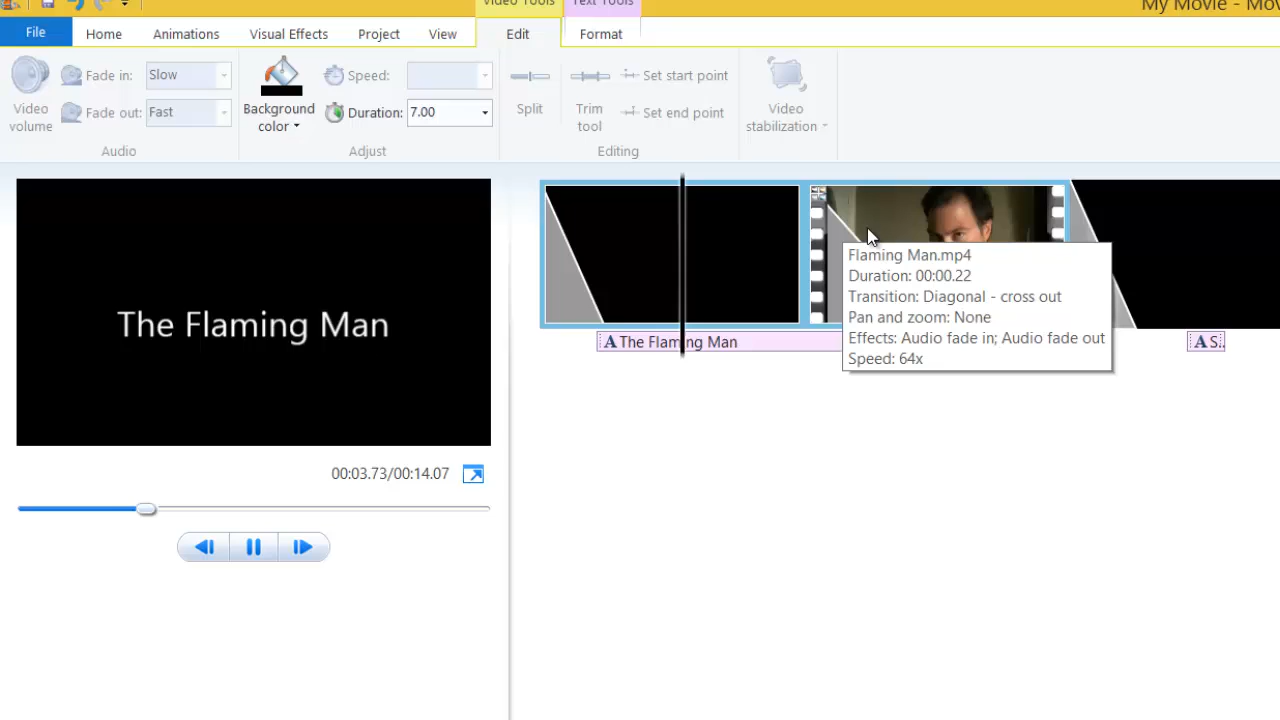 Video Tools Text Tools My Movie - Mov
File Home Animations Visual Effects Project View Edit Format
Video volume
Fade in: Slow
Fade out: Fast
Audio
Background color
Speed:
Duration: 7.00
Adjust
Split
Trim tool
Set start point
Set end point
Editing
Video stabilization
The Flaming Man
00:03.73/00:14.07
A The Flaming Man
A S..
Flaming Man.mp4
Duration: 00:00.22
Transition: Diagonal - cross out
Pan and zoom: None
Effects: Audio fade in; Audio fade out
Speed: 64x